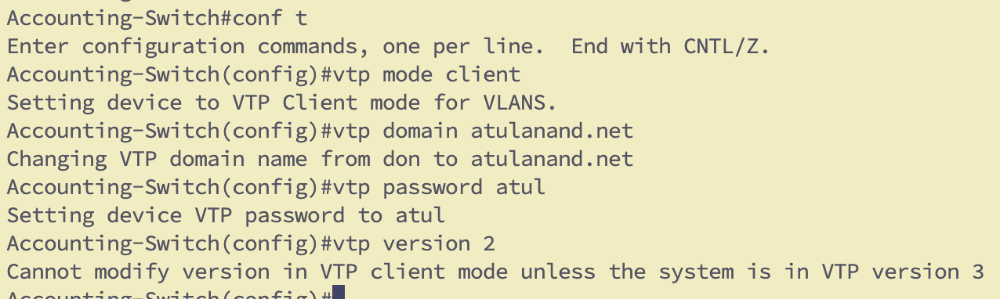 Accounting-Switch#conf t
Enter configuration commands, one per line.  End with CNTL/Z.
Accounting-Switch(config)#vtp mode client
Setting device to VTP Client mode for VLANS.
Accounting-Switch(config)#vtp domain atulanand.net
Changing VTP domain name from don to atulanand.net
Accounting-Switch(config)#vtp password atul
Setting device VTP password to atul
Accounting-Switch(config)#vtp version 2
Cannot modify version in VTP client mode unless the system is in VTP version 3
Accounting-Switch(config)#